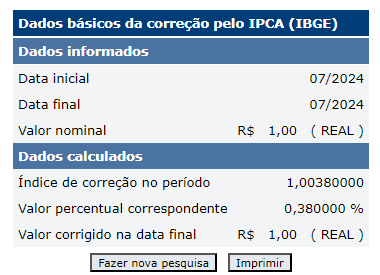 Dados básicos da correção pelo IPCA (IBGE)
Dados informados
Data inicial 07/2024
Data final 07/2024
Valor nominal R$ 1,00 ( REAL )
Dados calculados
Índice de correção no período 1,00380000
Valor percentual correspondente 0,380000 %
Valor corrigido na data final R$ 1,00 ( REAL )
Fazer nova pesquisa Imprimir